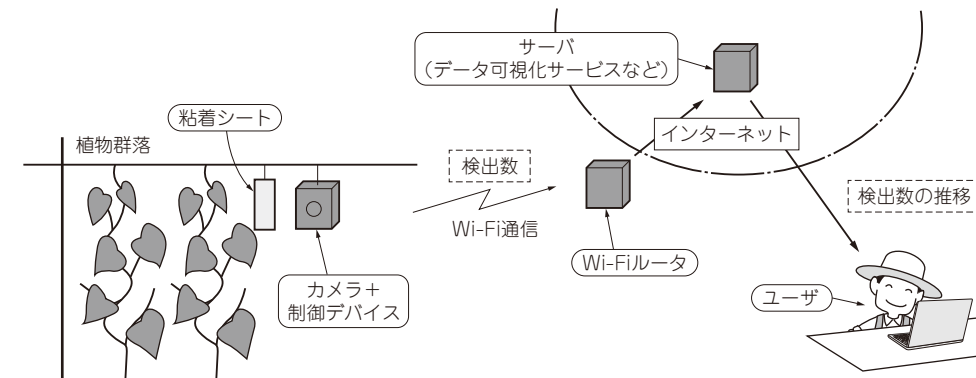 サーバ
（データ可視化サービスなど）
粘着シート
植物群落
インターネット
検出数
Wi-Fi通信
検出数の推移
Wi-Fiルータ
カメラ＋
制御デバイス
ユーザ